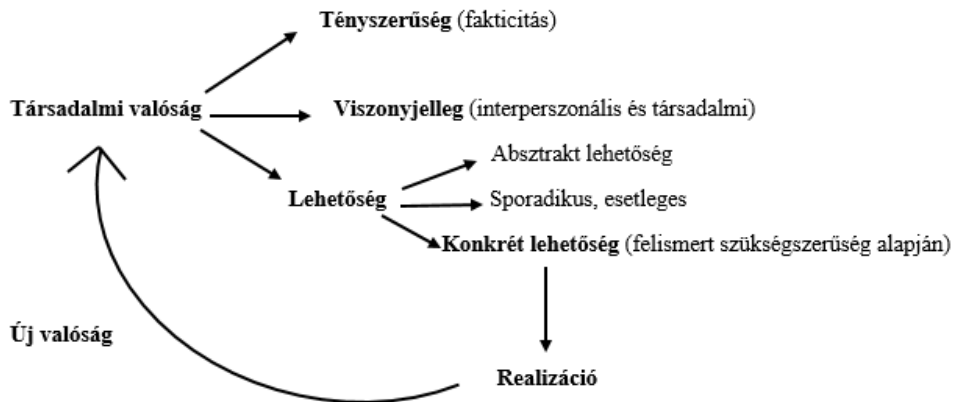 Tényszerűség (fakticitás)
Társadalmi valóság
Viszonyjelleg (interperszonális és társadalmi)
Absztrakt lehetőség
Lehetőség
Sporadikus, esetleges
Konkrét lehetőség (felismert szükségszerűség alapján)
Új valóság
Realizáció